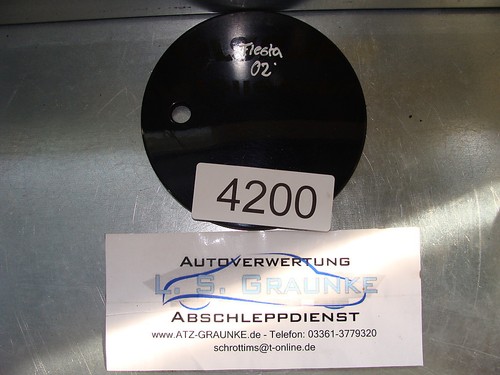 Fiesta
02'
4200
AUTOVERWERTUNG
L. S. GRAUNKE
ABSCHLEPPDIENST
www.ATZ-GRAUNKE.de - Telefon: 03361-3779320
schrottims@t-online.de